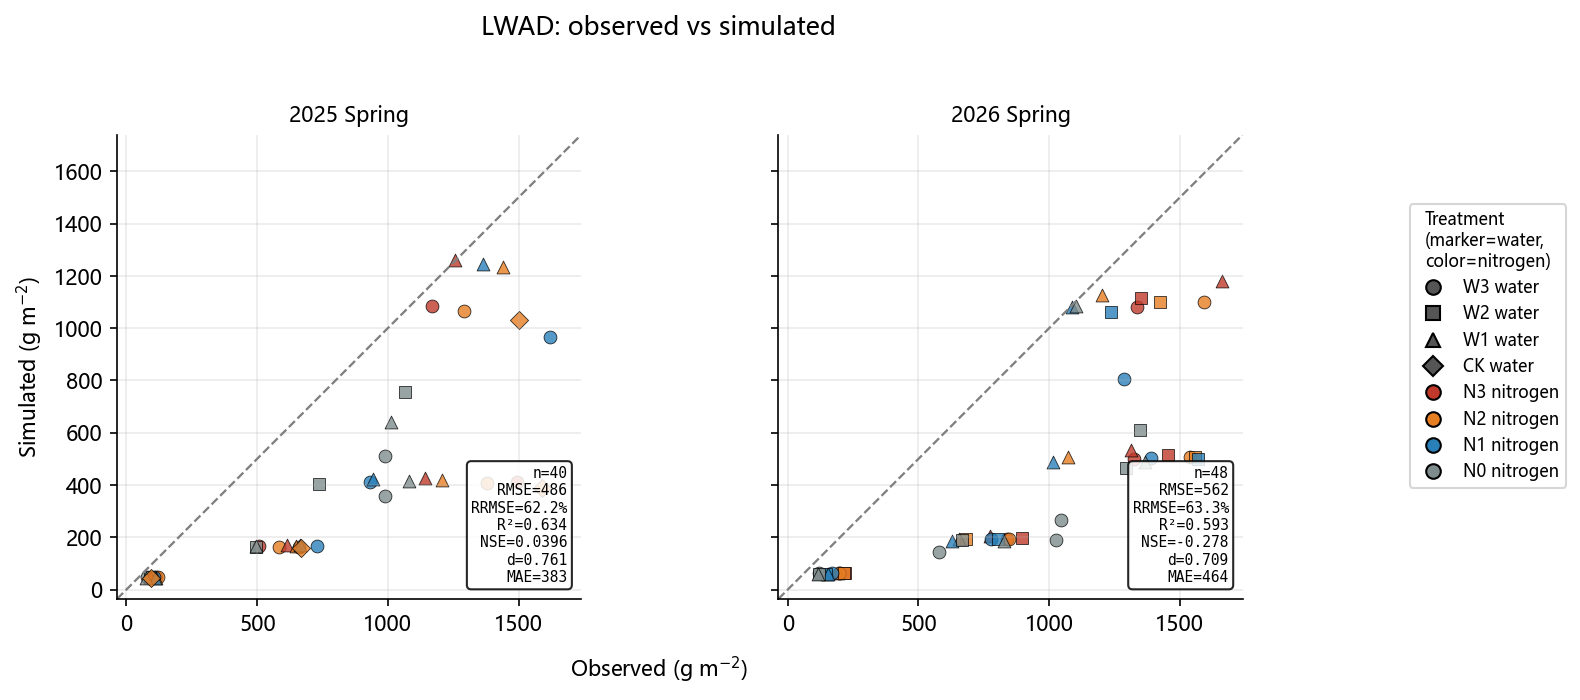 LWAD: observed vs simulated
2025 Spring
2026 Spring
Simulated (g m⁻²)
1600
1400
1200
1000
800
600
400
200
0
n=40
RMSE=486
RRMSE=62.2%
R²=0.634
NSE=0.0396
d=0.761
MAE=383
0 500 1000 1500
n=48
RMSE=562
RRMSE=63.3%
R²=0.593
NSE=-0.278
d=0.709
MAE=464
0 500 1000 1500
Observed (g m⁻²)
Treatment
(marker=water,
color=nitrogen)
W3 water
W2 water
W1 water
CK water
N3 nitrogen
N2 nitrogen
N1 nitrogen
N0 nitrogen